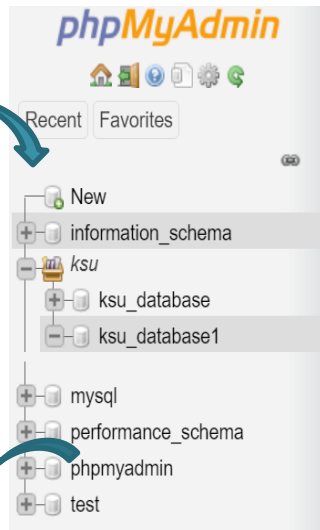 phpMyAdmin
Recent Favorites
New
information_schema
ksu
ksu_database
ksu_database1
mysql
performance_schema
phpmyadmin
test